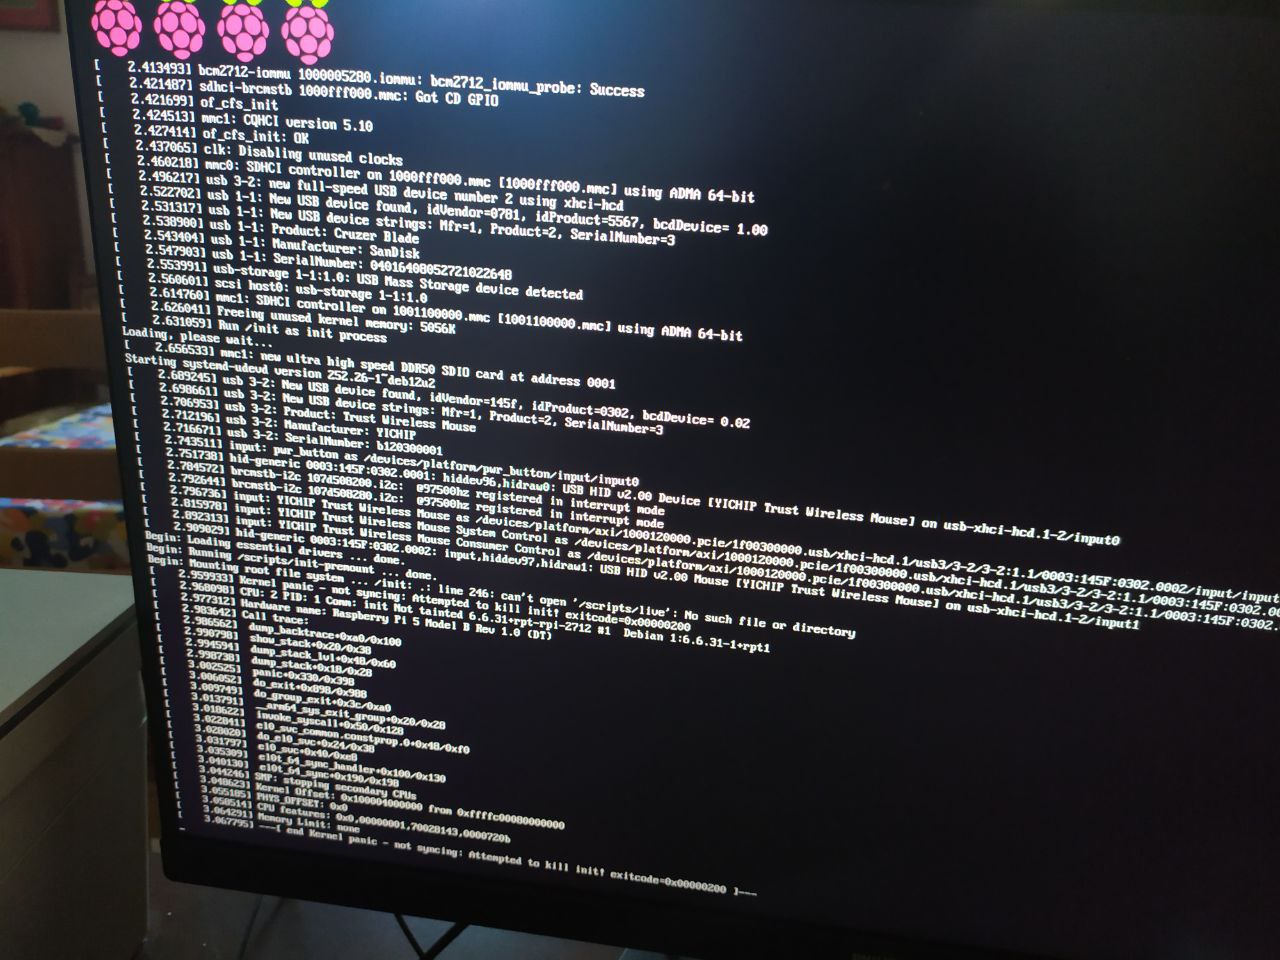 [    2.413493] bcm2712-iommu 1000005280.iommu: bcm2712_iommu_probe: Success
[    2.421487] sdhci-brcmstb 1000fff000.mmc: Got CD GPIO
[    2.421699] of_cfs_init
[    2.424513] mmc1: CQHCI version 5.10
[    2.427414] of_cfs_init: OK
[    2.437065] clk: Disabling unused clocks
[    2.460218] mmc0: SDHCI controller on 1000fff000.mmc [1000fff000.mmc] using ADMA 64-bit
[    2.496217] usb 3-2: new full-speed USB device number 2 using xhci-hcd
[    2.522702] usb 1-1: New USB device found, idVendor=0781, idProduct=5567, bcdDevice= 1.00
[    2.531317] usb 1-1: New USB device strings: Mfr=1, Product=2, SerialNumber=3
[    2.538900] usb 1-1: Product: Cruzer Blade
[    2.543404] usb 1-1: Manufacturer: SanDisk
[    2.547903] usb 1-1: SerialNumber: 04016408052721022648
[    2.553991] usb-storage 1-1:1.0: USB Mass Storage device detected
[    2.560601] scsi host0: usb-storage 1-1:1.0
[    2.614760] mmc1: SDHCI controller on 1001100000.mmc [1001100000.mmc] using ADMA 64-bit
[    2.626041] Freeing unused kernel memory: 5056K
[    2.631059] Run /init as init process
Loading, please wait...
[    2.656533] mmc1: new ultra high speed DDR50 SDIO card at address 0001
Starting systemd-udevd version 252.26-1~deb12u2
[    2.689245] usb 3-2: New USB device found, idVendor=145f, idProduct=0302, bcdDevice= 0.02
[    2.698661] usb 3-2: New USB device strings: Mfr=1, Product=2, SerialNumber=3
[    2.706953] usb 3-2: Product: Trust Wireless Mouse
[    2.712196] usb 3-2: Manufacturer: YICHIP
[    2.716671] usb 3-2: SerialNumber: b120300001
[    2.743511] input: pwr_button as /devices/platform/pwr_button/input/input0
[    2.751738] hid-generic 0003:145F:0302.0001: hiddev96,hidraw0: USB HID v2.00 Device [YICHIP Trust Wireless Mouse] on usb-xhci-hcd.1-2/input0
[    2.784572] brcmstb-i2c 107d508200.i2c:  @97500hz registered in interrupt mode
[    2.792644] brcmstb-i2c 107d508280.i2c:  @97500hz registered in interrupt mode
[    2.796736] input: YICHIP Trust Wireless Mouse as /devices/platform/axi/1000120000.pcie/1f00300000.usb/xhci-hcd.1/usb3/3-2/3-2:1.1/0003:145F:0302.0002/input/input
[    2.815978] input: YICHIP Trust Wireless Mouse System Control as /devices/platform/axi/1000120000.pcie/1f00300000.usb/xhci-hcd.1/usb3/3-2/3-2:1.1/0003:145F:0302.00
[    2.892313] input: YICHIP Trust Wireless Mouse Consumer Control as /devices/platform/axi/1000120000.pcie/1f00300000.usb/xhci-hcd.1/usb3/3-2/3-2:1.1/0003:145F:0302.
[    2.909029] hid-generic 0003:145F:0302.0002: input,hiddev97,hidraw1: USB HID v2.00 Mouse [YICHIP Trust Wireless Mouse] on usb-xhci-hcd.1-2/input1
Begin: Loading essential drivers ... done.
Begin: Running /scripts/init-premount ... done.
Begin: Mounting root file system ... /init: .: line 246: can't open '/scripts/live': No such file or directory
[    2.959933] Kernel panic - not syncing: Attempted to kill init! exitcode=0x00000200
[    2.968098] CPU: 2 PID: 1 Comm: init Not tainted 6.6.31+rpt-rpi-2712 #1  Debian 1:6.6.31-1+rpt1
[    2.977312] Hardware name: Raspberry Pi 5 Model B Rev 1.0 (DT)
[    2.983642] Call trace:
[    2.986562]  dump_backtrace+0xa0/0x100
[    2.990798]  show_stack+0x20/0x38
[    2.994594]  dump_stack_lvl+0x48/0x60
[    2.998738]  dump_stack+0x18/0x28
[    3.002525]  panic+0x330/0x398
[    3.006052]  do_exit+0x898/0x988
[    3.009749]  do_group_exit+0x3c/0xa0
[    3.013791]  __arm64_sys_exit_group+0x20/0x28
[    3.018622]  invoke_syscall+0x50/0x128
[    3.022841]  el0_svc_common.constprop.0+0x48/0xf0
[    3.028020]  do_el0_svc+0x24/0x38
[    3.031797]  el0_svc+0x40/0xe8
[    3.035309]  el0t_64_sync_handler+0x100/0x130
[    3.040130]  el0t_64_sync+0x190/0x198
[    3.044246] SMP: stopping secondary CPUs
[    3.048623] Kernel Offset: 0x100004000000 from 0xffffc00080000000
[    3.055185] PHYS_OFFSET: 0x0
[    3.058514] CPU features: 0x0,00000001,70028143,0000720b
[    3.064291] Memory Limit: none
[    3.067795] ---[ end Kernel panic - not syncing: Attempted to kill init! exitcode=0x00000200 ]---